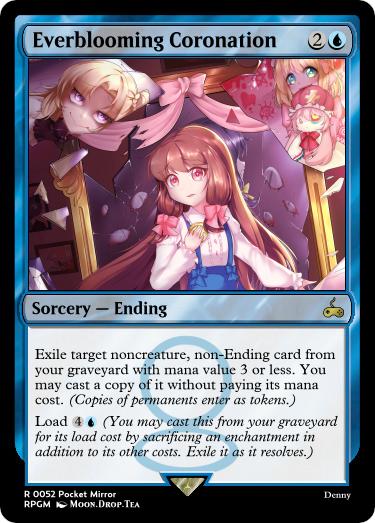 Everblooming Coronation 2
Sorcery — Ending
Exile target noncreature, non-Ending card from
your graveyard with mana value 3 or less. You
may cast a copy of it without paying its mana
cost. (Copies of permanents enter as tokens.)
Load 4 (You may cast this from your graveyard
for its load cost by sacrificing an enchantment in
addition to its other costs. Exile it as it resolves.)
R 0052 Pocket Mirror
RPGM Moon.Drop.Tea
Denny